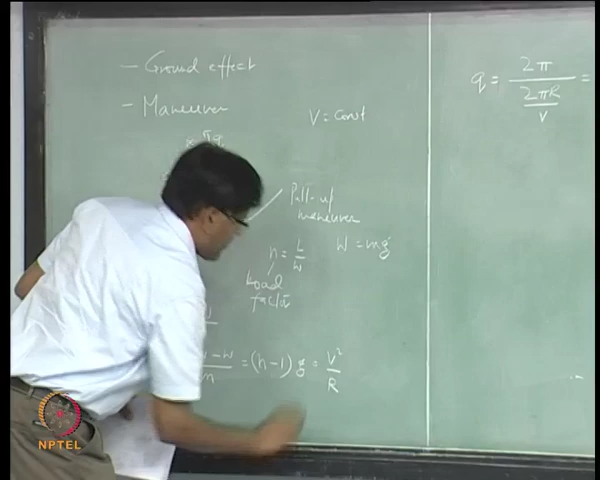 - Ground effect
- Maneuver
V = Const
Pull-up
maneuver
n = L/W
W = mg
Load
factor
- W = (n - 1) g = V²/R
q = 2π / (2πR/V) =
NPTEL